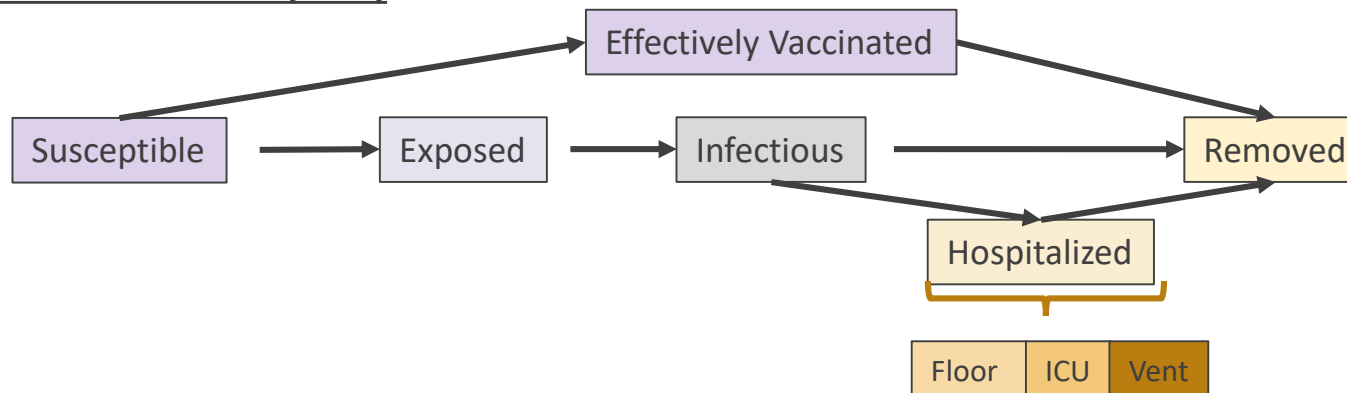 Effectively Vaccinated
Susceptible
Exposed
Infectious
Removed
Hospitalized
Floor
ICU
Vent